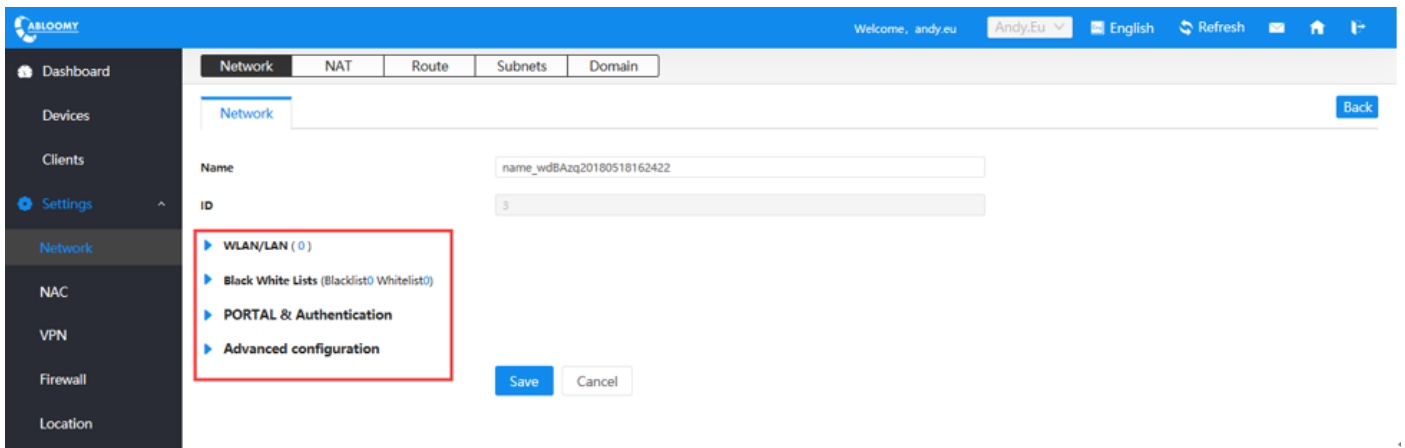 ABLOOMY
Welcome, andy.eu
Andy.Eu
English
Refresh
Dashboard
Devices
Clients
Settings
Network
NAC
VPN
Firewall
Location
Network NAT Route Subnets Domain
Network
Back
Name name_wdBAzq20180518162422
ID 3
WLAN/LAN ( 0 )
Black White Lists (Blacklist0 Whitelist0)
PORTAL & Authentication
Advanced configuration
Save Cancel